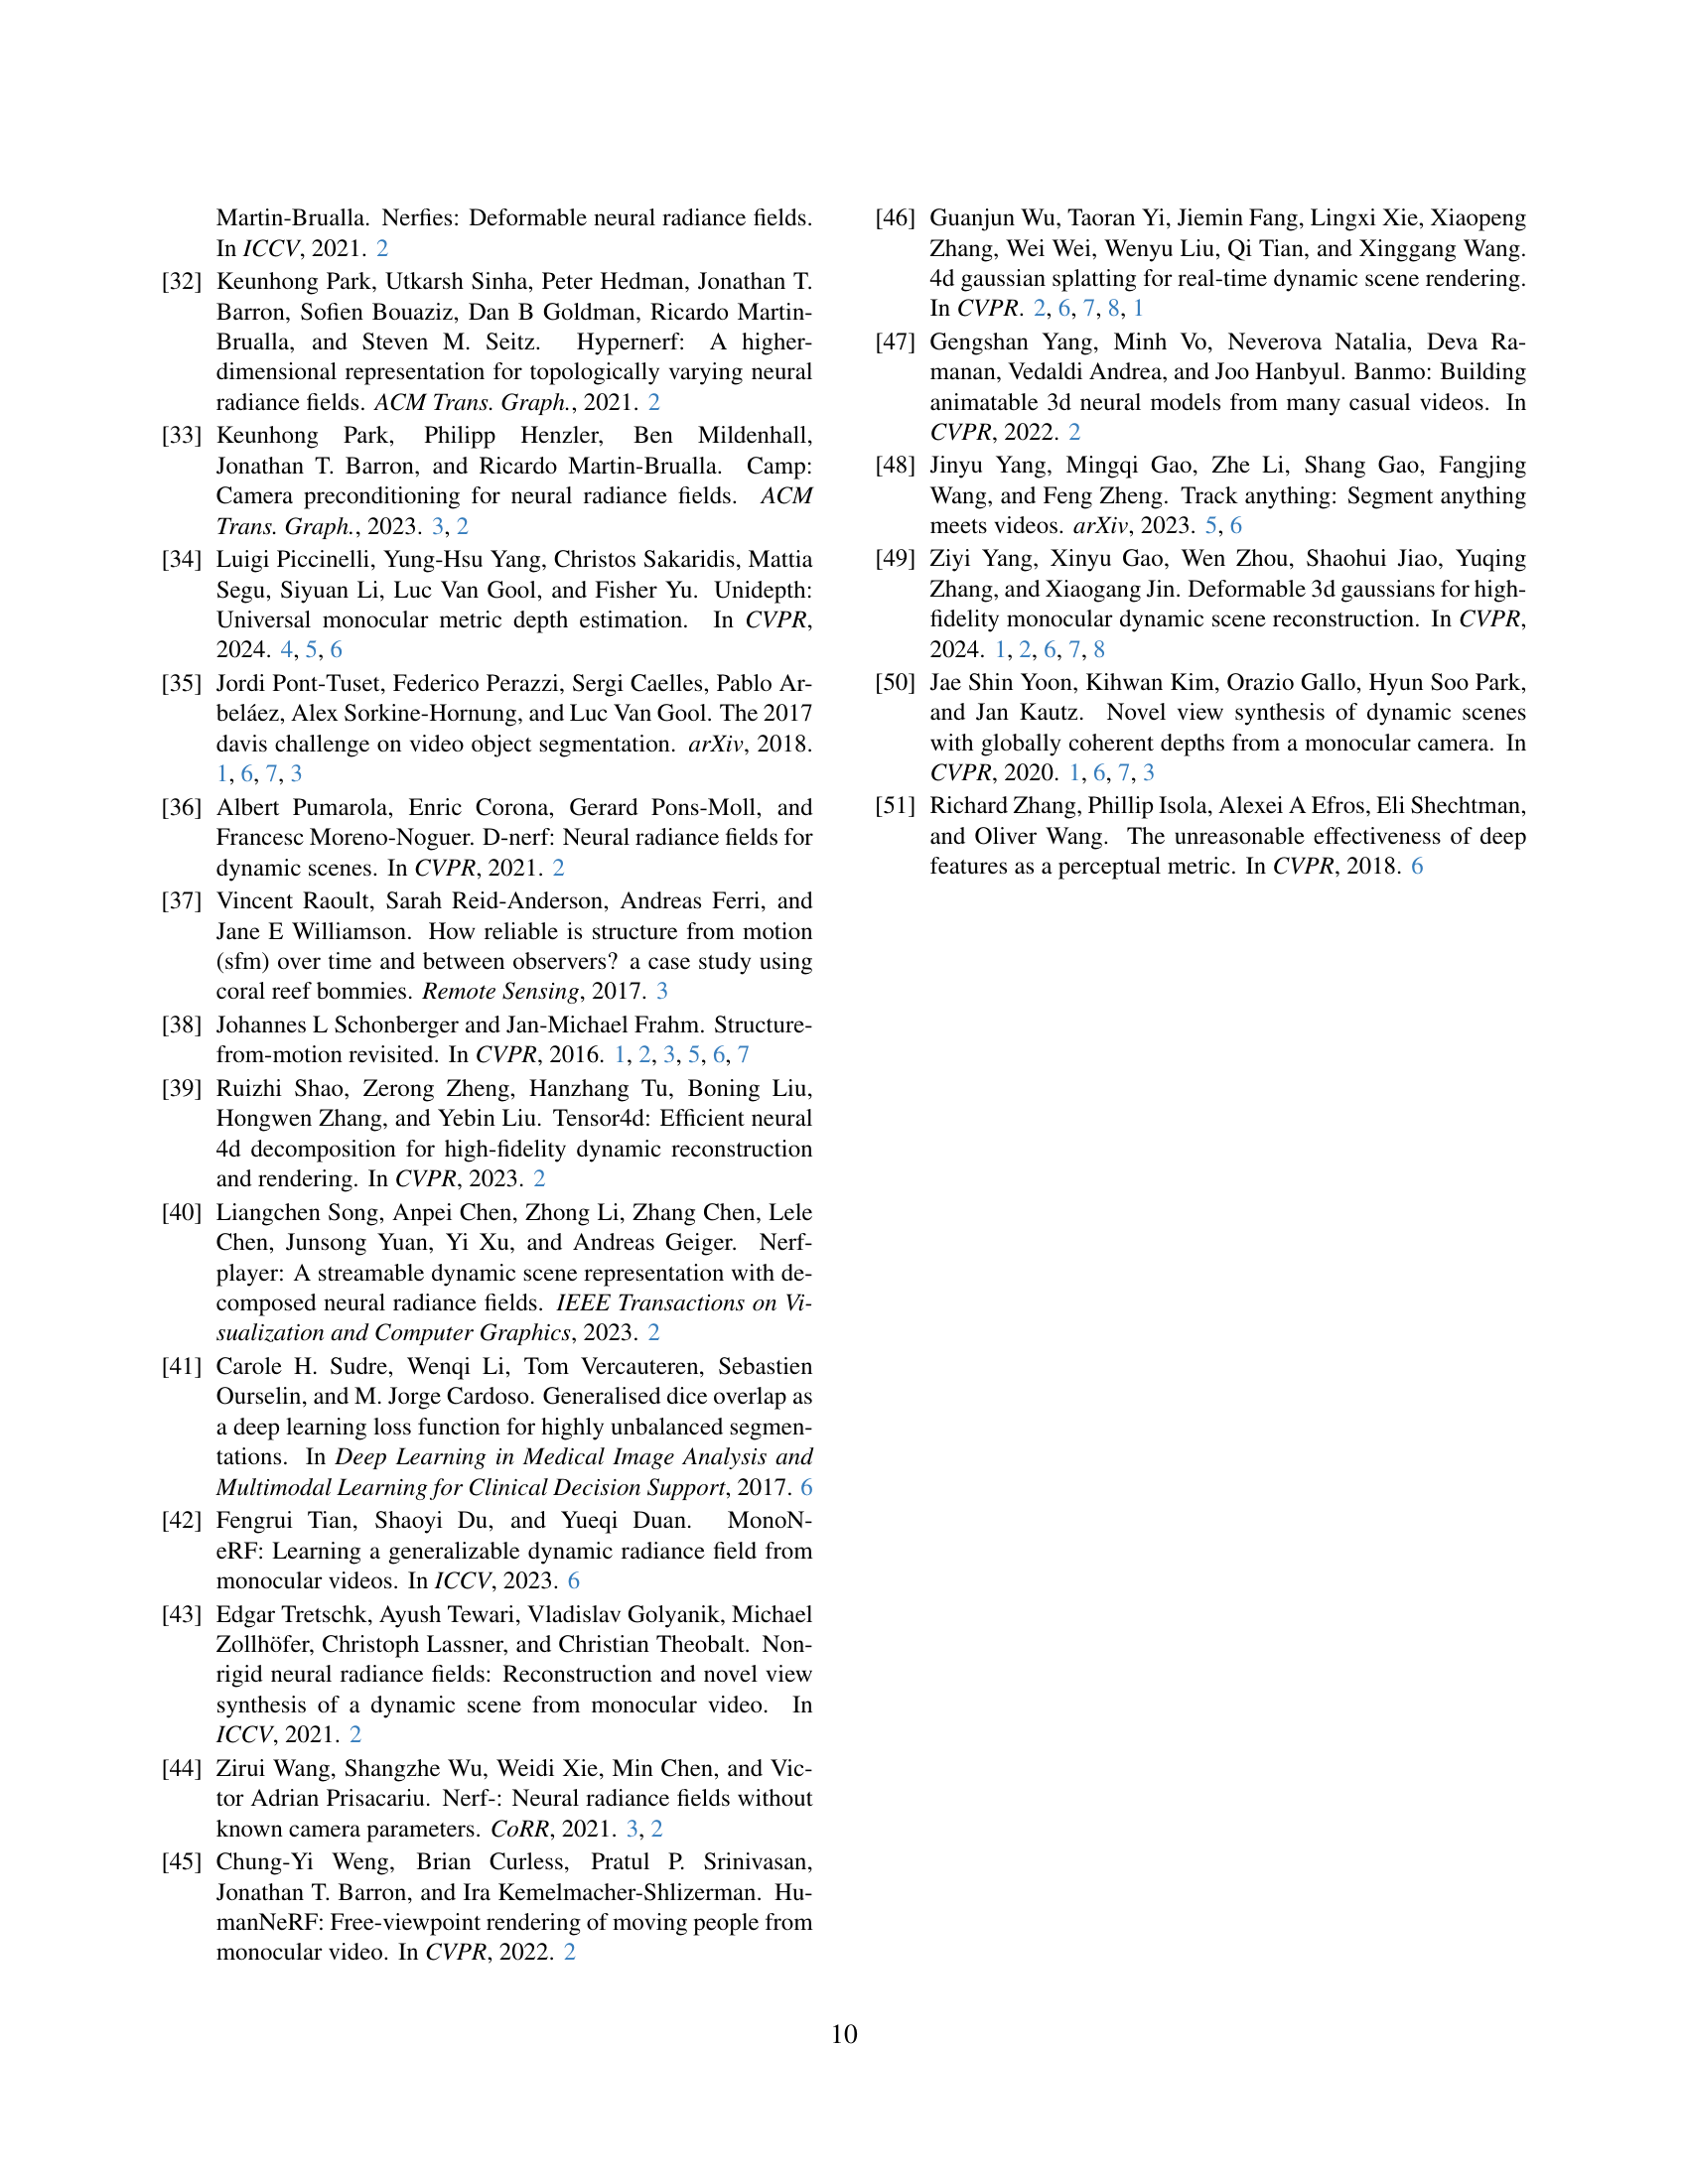 Martin-Brualla. Nerfies: Deformable neural radiance fields.
In ICCV, 2021. 2
[32] Keunhong Park, Utkarsh Sinha, Peter Hedman, Jonathan T.
Barron, Sofien Bouaziz, Dan B Goldman, Ricardo Martin-
Brualla, and Steven M. Seitz. Hypernerf: A higher-
dimensional representation for topologically varying neural
radiance fields. ACM Trans. Graph., 2021. 2
[33] Keunhong Park, Philipp Henzler, Ben Mildenhall,
Jonathan T. Barron, and Ricardo Martin-Brualla. Camp:
Camera preconditioning for neural radiance fields. ACM
Trans. Graph., 2023. 3, 2
[34] Luigi Piccinelli, Yung-Hsu Yang, Christos Sakaridis, Mattia
Segu, Siyuan Li, Luc Van Gool, and Fisher Yu. Unidepth:
Universal monocular metric depth estimation. In CVPR,
2024. 4, 5, 6
[35] Jordi Pont-Tuset, Federico Perazzi, Sergi Caelles, Pablo Ar-
beláez, Alex Sorkine-Hornung, and Luc Van Gool. The 2017
davis challenge on video object segmentation. arXiv, 2018.
1, 6, 7, 3
[36] Albert Pumarola, Enric Corona, Gerard Pons-Moll, and
Francesc Moreno-Noguer. D-nerf: Neural radiance fields for
dynamic scenes. In CVPR, 2021. 2
[37] Vincent Raoult, Sarah Reid-Anderson, Andreas Ferri, and
Jane E Williamson. How reliable is structure from motion
(sfm) over time and between observers? a case study using
coral reef bommies. Remote Sensing, 2017. 3
[38] Johannes L Schonberger and Jan-Michael Frahm. Structure-
from-motion revisited. In CVPR, 2016. 1, 2, 3, 5, 6, 7
[39] Ruizhi Shao, Zerong Zheng, Hanzhang Tu, Boning Liu,
Hongwen Zhang, and Yebin Liu. Tensor4d: Efficient neural
4d decomposition for high-fidelity dynamic reconstruction
and rendering. In CVPR, 2023. 2
[40] Liangchen Song, Anpei Chen, Zhong Li, Zhang Chen, Lele
Chen, Junsong Yuan, Yi Xu, and Andreas Geiger. Nerf-
player: A streamable dynamic scene representation with de-
composed neural radiance fields. IEEE Transactions on Vi-
sualization and Computer Graphics, 2023. 2
[41] Carole H. Sudre, Wenqi Li, Tom Vercauteren, Sebastien
Ourselin, and M. Jorge Cardoso. Generalised dice overlap as
a deep learning loss function for highly unbalanced segmen-
tations. In Deep Learning in Medical Image Analysis and
Multimodal Learning for Clinical Decision Support, 2017. 6
[42] Fengrui Tian, Shaoyi Du, and Yueqi Duan. MonoN-
eRF: Learning a generalizable dynamic radiance field from
monocular videos. In ICCV, 2023. 6
[43] Edgar Tretschk, Ayush Tewari, Vladislav Golyanik, Michael
Zollhöfer, Christoph Lassner, and Christian Theobalt. Non-
rigid neural radiance fields: Reconstruction and novel view
synthesis of a dynamic scene from monocular video. In
ICCV, 2021. 2
[44] Zirui Wang, Shangzhe Wu, Weidi Xie, Min Chen, and Vic-
tor Adrian Prisacariu. Nerf-: Neural radiance fields without
known camera parameters. CoRR, 2021. 3, 2
[45] Chung-Yi Weng, Brian Curless, Pratul P. Srinivasan,
Jonathan T. Barron, and Ira Kemelmacher-Shlizerman. Hu-
manNeRF: Free-viewpoint rendering of moving people from
monocular video. In CVPR, 2022. 2
[46] Guanjun Wu, Taoran Yi, Jiemin Fang, Lingxi Xie, Xiaopeng
Zhang, Wei Wei, Wenyu Liu, Qi Tian, and Xinggang Wang.
4d gaussian splatting for real-time dynamic scene rendering.
In CVPR. 2, 6, 7, 8, 1
[47] Gengshan Yang, Minh Vo, Neverova Natalia, Deva Ra-
manan, Vedaldi Andrea, and Joo Hanbyul. Banmo: Building
animatable 3d neural models from many casual videos. In
CVPR, 2022. 2
[48] Jinyu Yang, Mingqi Gao, Zhe Li, Shang Gao, Fangjing
Wang, and Feng Zheng. Track anything: Segment anything
meets videos. arXiv, 2023. 5, 6
[49] Ziyi Yang, Xinyu Gao, Wen Zhou, Shaohui Jiao, Yuqing
Zhang, and Xiaogang Jin. Deformable 3d gaussians for high-
fidelity monocular dynamic scene reconstruction. In CVPR,
2024. 1, 2, 6, 7, 8
[50] Jae Shin Yoon, Kihwan Kim, Orazio Gallo, Hyun Soo Park,
and Jan Kautz. Novel view synthesis of dynamic scenes
with globally coherent depths from a monocular camera. In
CVPR, 2020. 1, 6, 7, 3
[51] Richard Zhang, Phillip Isola, Alexei A Efros, Eli Shechtman,
and Oliver Wang. The unreasonable effectiveness of deep
features as a perceptual metric. In CVPR, 2018. 6
10